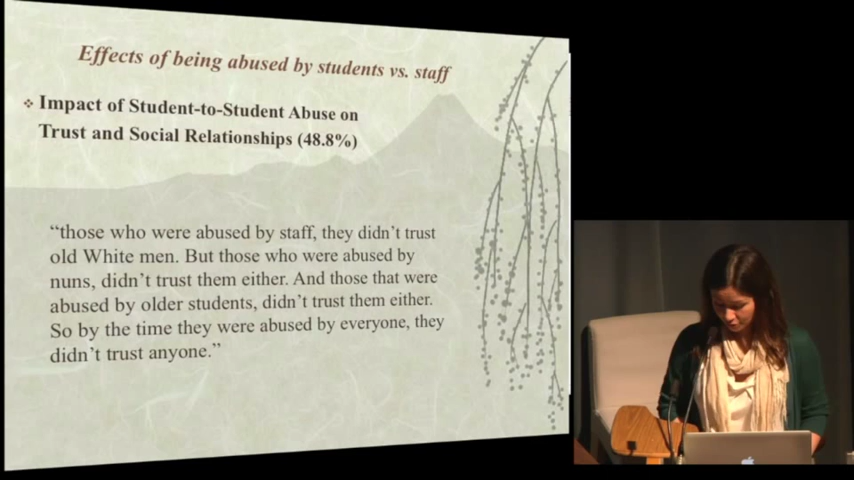 Effects of being abused by students vs. staff
❖ Impact of Student-to-Student Abuse on
Trust and Social Relationships (48.8%)
“those who were abused by staff, they didn’t trust
old White men. But those who were abused by
nuns, didn’t trust them either. And those that were
abused by older students, didn’t trust them either.
So by the time they were abused by everyone, they
didn’t trust anyone.”